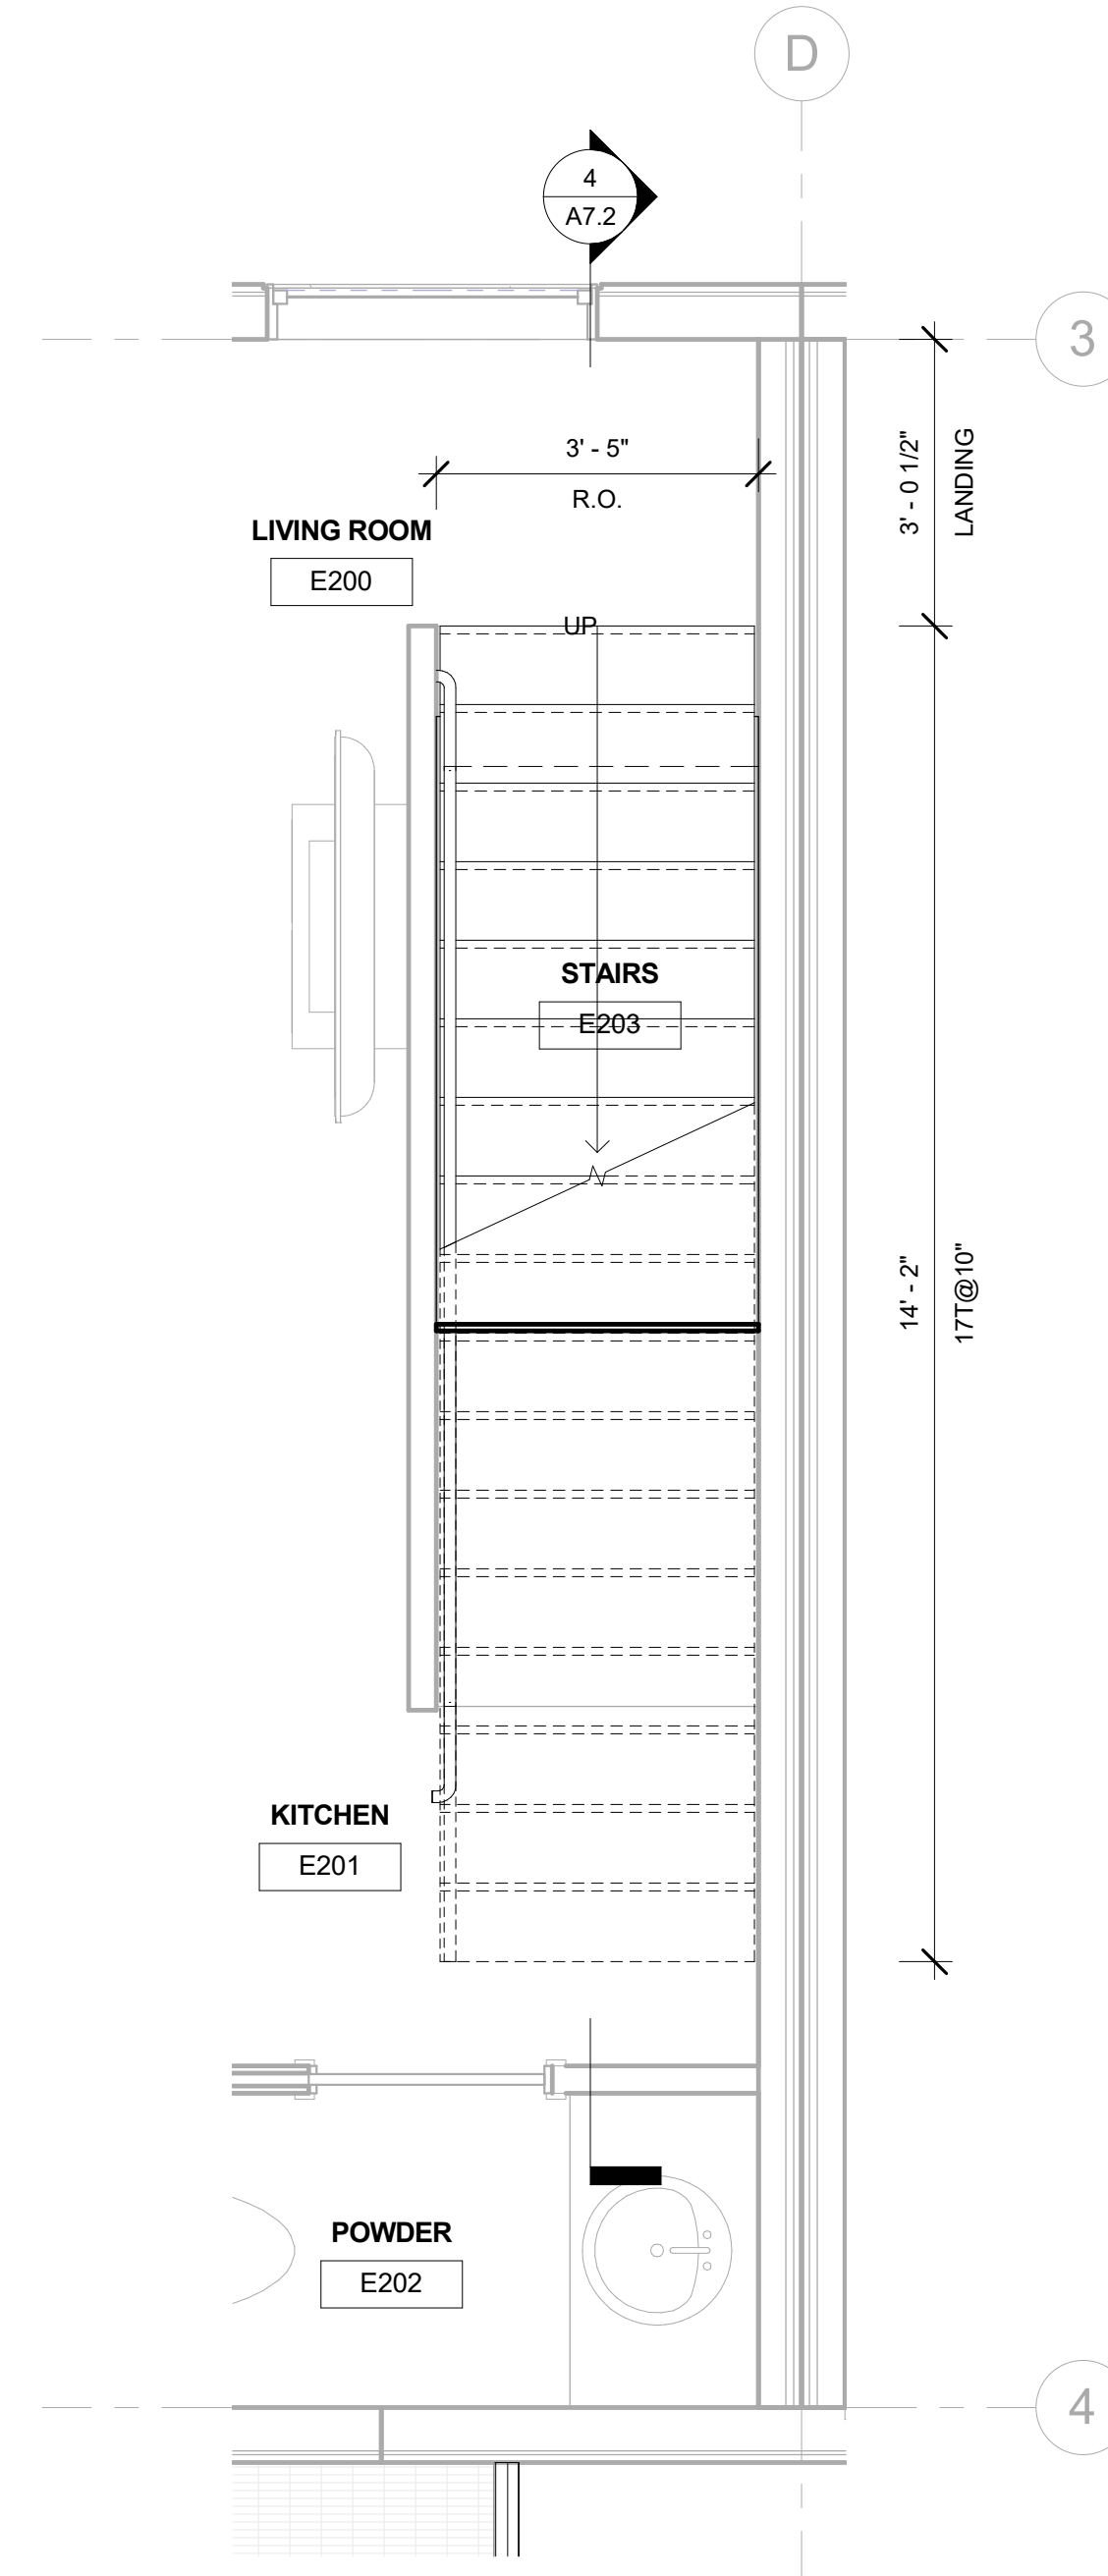 D
4
A7.2
3
3' - 5"
R.O.
3' - 0 1/2"
LANDING
LIVING ROOM
E200
UP
STAIRS
E203
14' - 2"
17T@10"
KITCHEN
E201
POWDER
E202
4